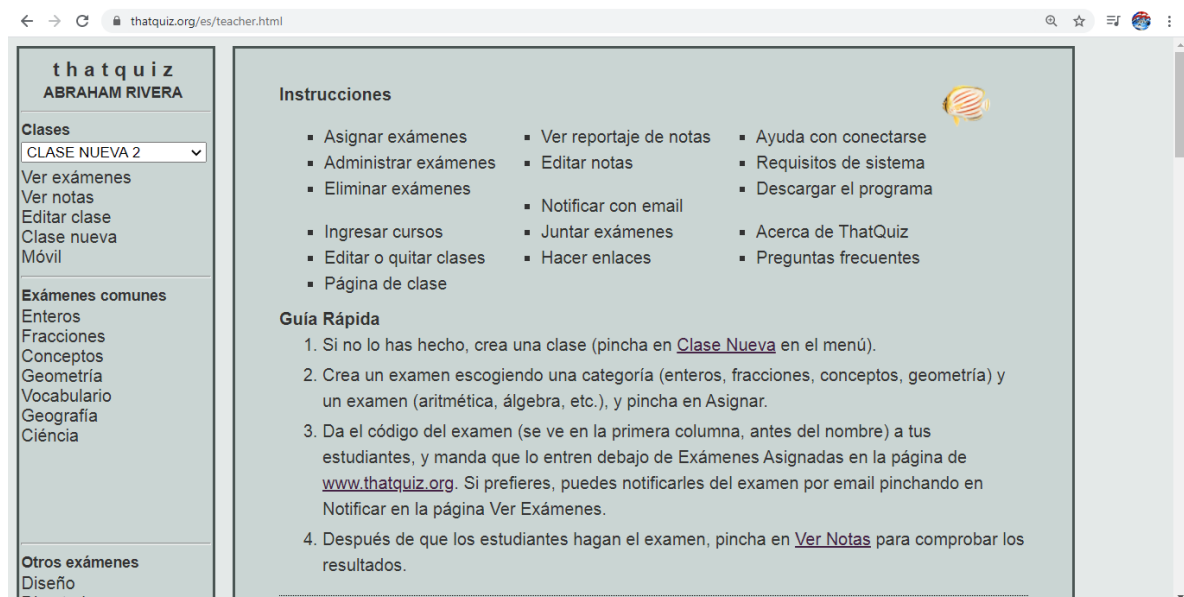 thatquiz.org/es/teacher.html
thatquiz
ABRAHAM RIVERA
Clases
CLASE NUEVA 2
Ver exámenes
Ver notas
Editar clase
Clase nueva
Móvil
Exámenes comunes
Enteros
Fracciones
Conceptos
Geometría
Vocabulario
Geografía
Ciéncia
Otros exámenes
Diseño
Instrucciones
Asignar exámenes
Administrar exámenes
Eliminar exámenes
Ingresar cursos
Editar o quitar clases
Página de clase
Ver reportaje de notas
Editar notas
Notificar con email
Juntar exámenes
Hacer enlaces
Ayuda con conectarse
Requisitos de sistema
Descargar el programa
Acerca de ThatQuiz
Preguntas frecuentes
Guía Rápida
1. Si no lo has hecho, crea una clase (pincha en Clase Nueva en el menú).
2. Crea un examen escogiendo una categoría (enteros, fracciones, conceptos, geometría) y
un examen (aritmética, álgebra, etc.), y pincha en Asignar.
3. Da el código del examen (se ve en la primera columna, antes del nombre) a tus
estudiantes, y manda que lo entren debajo de Exámenes Asignadas en la página de
www.thatquiz.org. Si prefieres, puedes notificarles del examen por email pinchando en
Notificar en la página Ver Exámenes.
4. Después de que los estudiantes hagan el examen, pincha en Ver Notas para comprobar los
resultados.